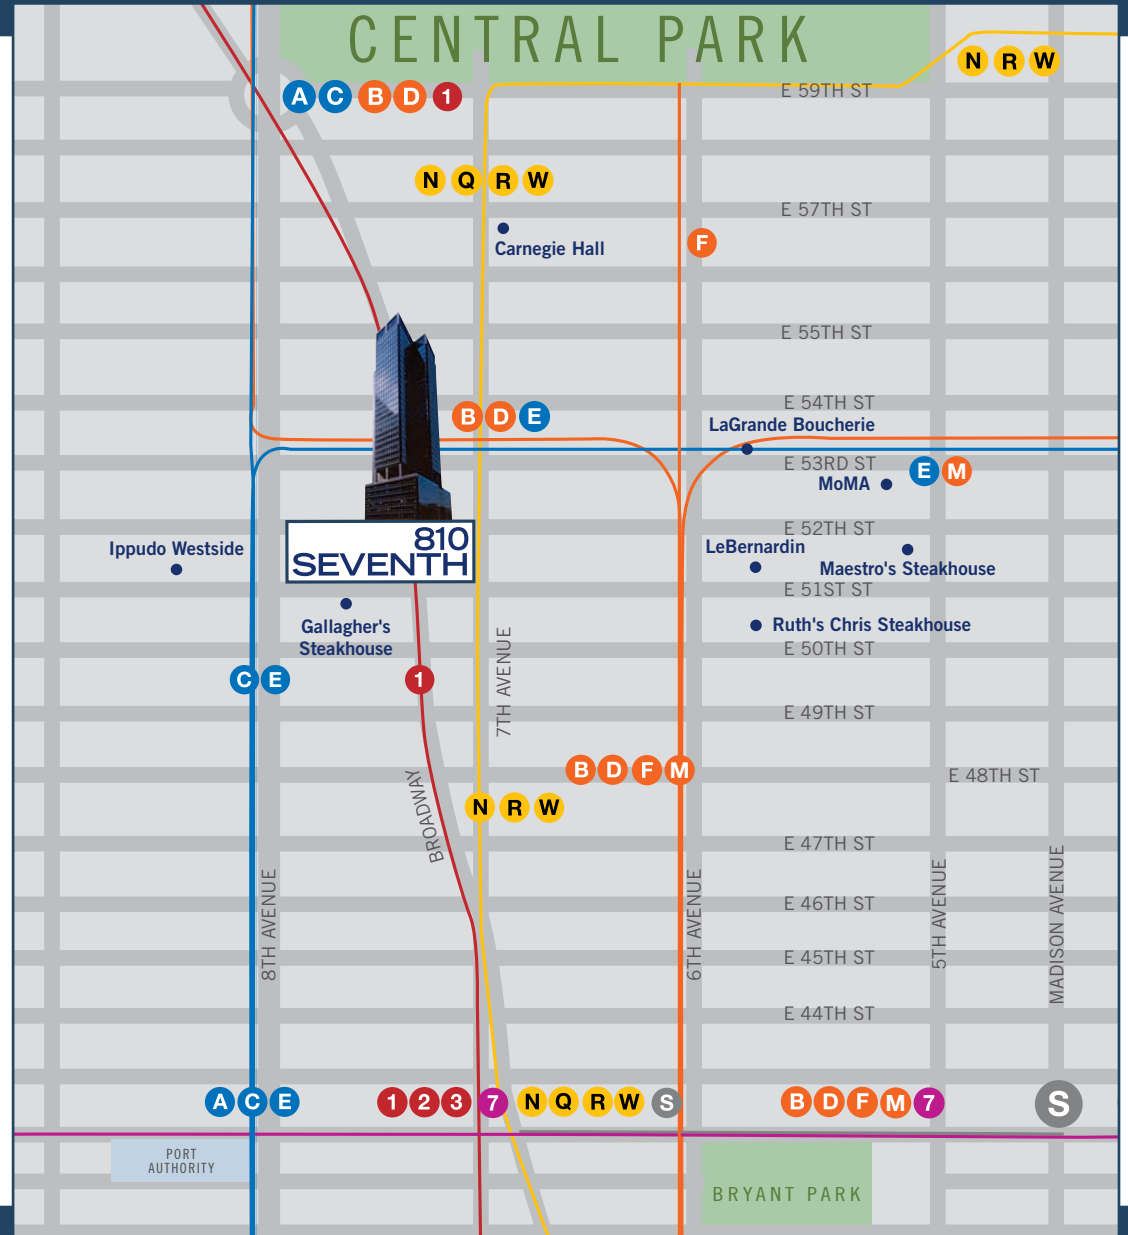 CENTRAL PARK
N R W
E 59TH ST
A C B D 1
N Q R W
E 57TH ST
Carnegie Hall
F
E 55TH ST
E 54TH ST
B D E
LaGrande Boucherie
E 53RD ST
E M
MoMA
E 52TH ST
810
SEVENTH
Ippudo Westside
LeBernardin
Maestro's Steakhouse
E 51ST ST
Gallagher's
Steakhouse
Ruth's Chris Steakhouse
E 50TH ST
C E
1
7TH AVENUE
E 49TH ST
B D F M
E 48TH ST
N R W
BROADWAY
E 47TH ST
8TH AVENUE
6TH AVENUE
5TH AVENUE
MADISON AVENUE
E 46TH ST
E 45TH ST
E 44TH ST
A C E
1 2 3 7 N Q R W S
B D F M 7
S
PORT
AUTHORITY
BRYANT PARK